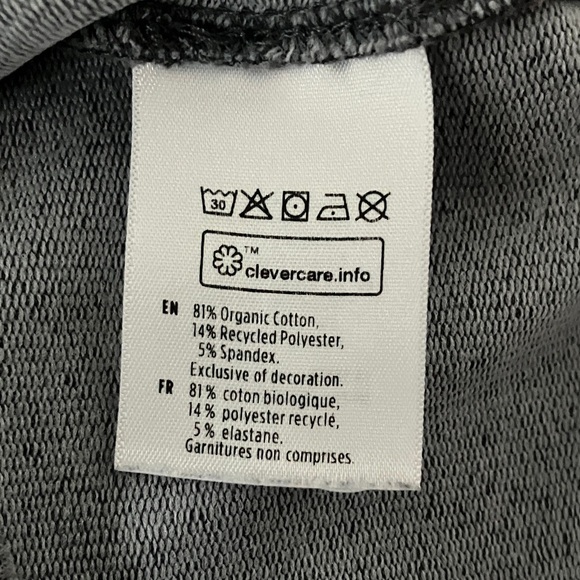 30
™
clevercare.info
EN 81% Organic Cotton,
14% Recycled Polyester,
5% Spandex.
Exclusive of decoration.
FR 81% coton biologique,
14% polyester recyclé,
5% elastane.
Garnitures non comprises.